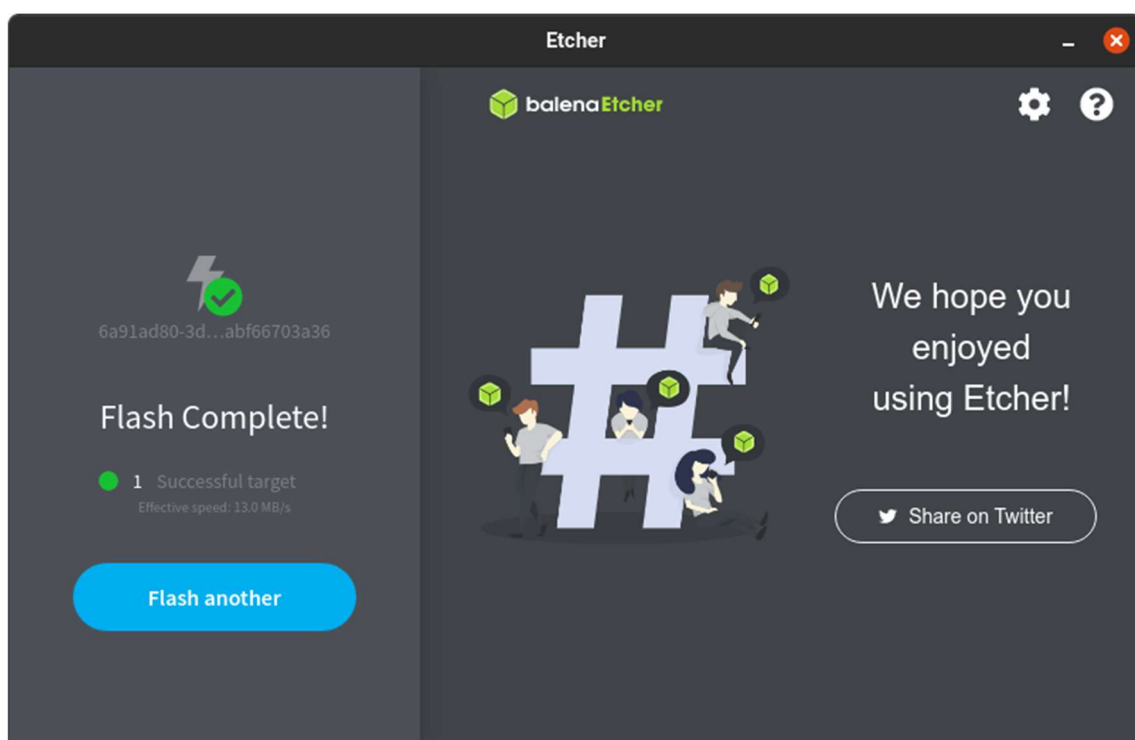 Etcher
balenaEtcher
6a91ad80-3d...abf66703a36
Flash Complete!
1 Successful target
Effective speed: 13.0 MB/s
Flash another
We hope you
enjoyed
using Etcher!
Share on Twitter